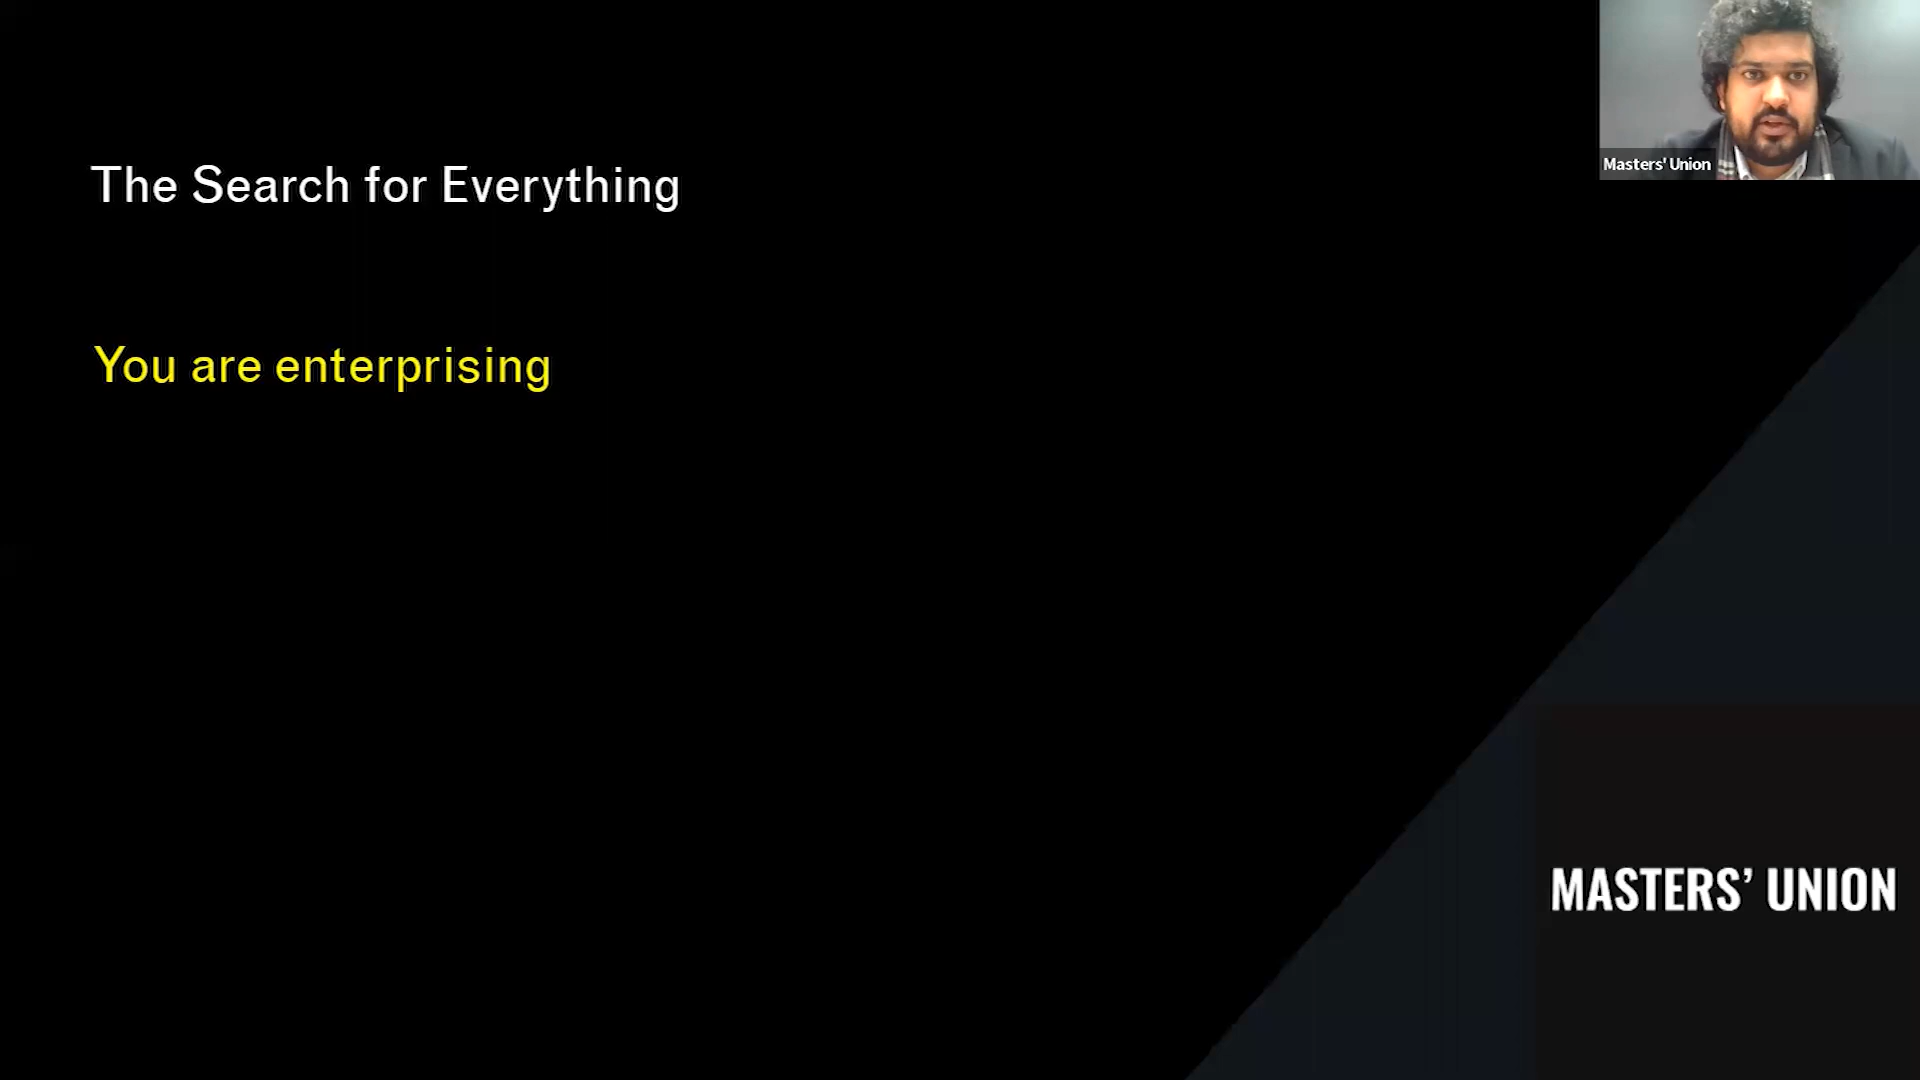 Masters' Union
The Search for Everything
You are enterprising
MASTERS’ UNION